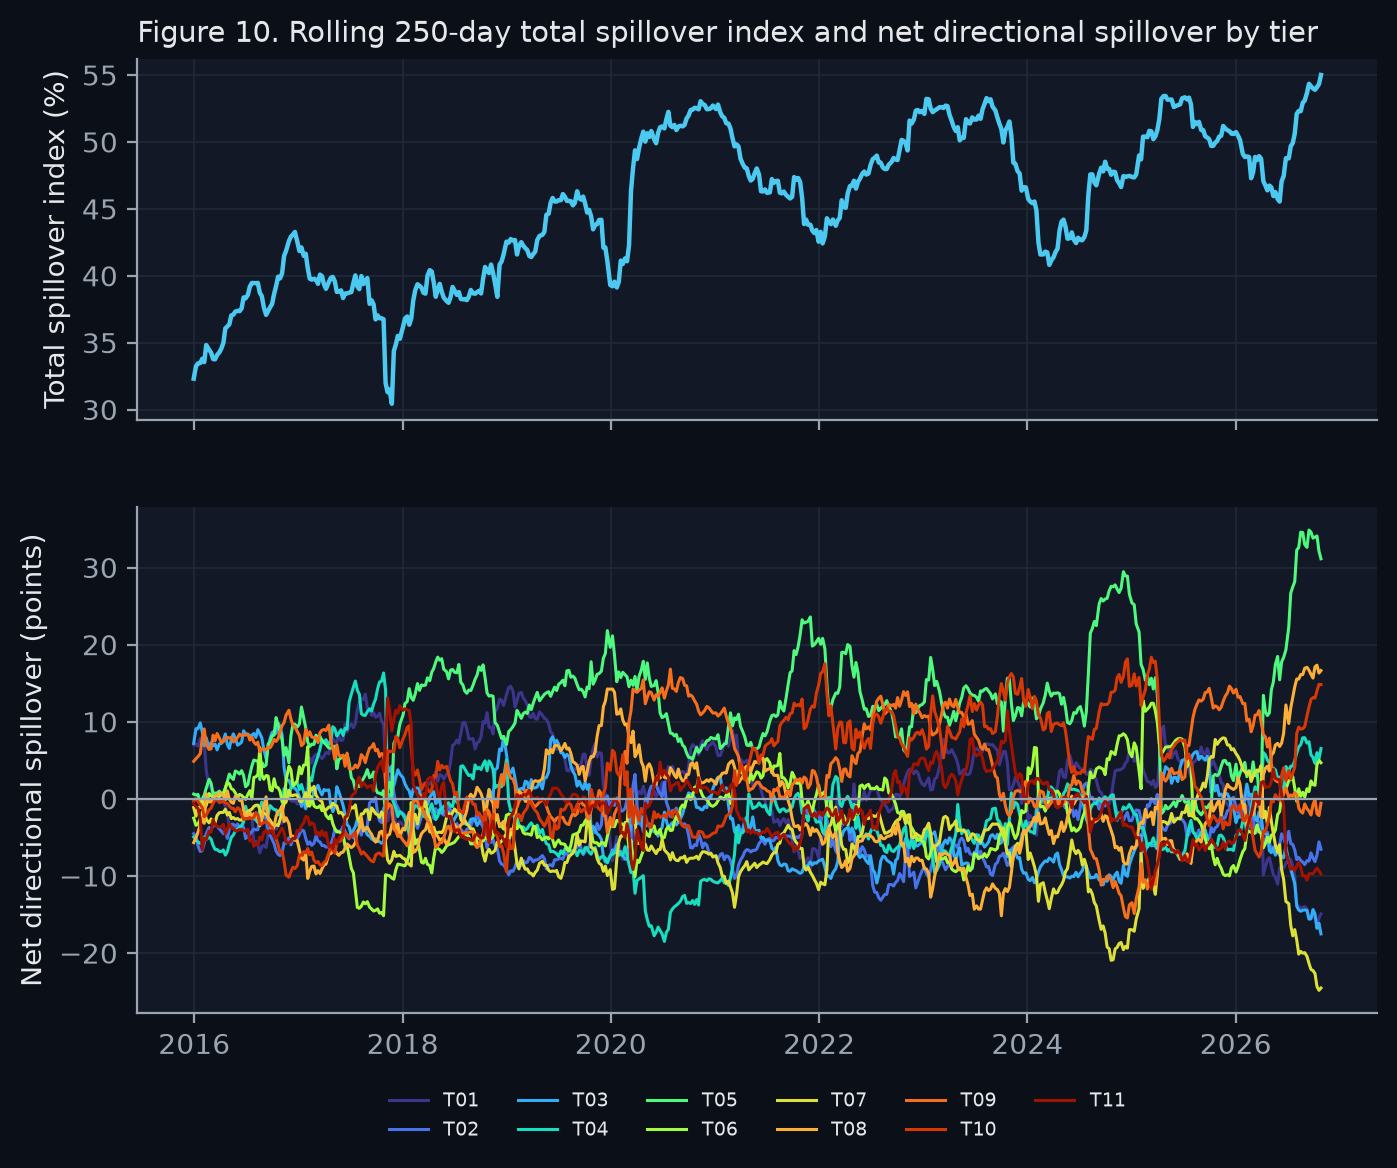 Figure 10. Rolling 250-day total spillover index and net directional spillover by tier
Total spillover index (%)
55
50
45
40
35
30
Net directional spillover (points)
30
20
10
0
−10
−20
2016 2018 2020 2022 2024 2026
T01 T03 T05 T07 T09 T11
T02 T04 T06 T08 T10